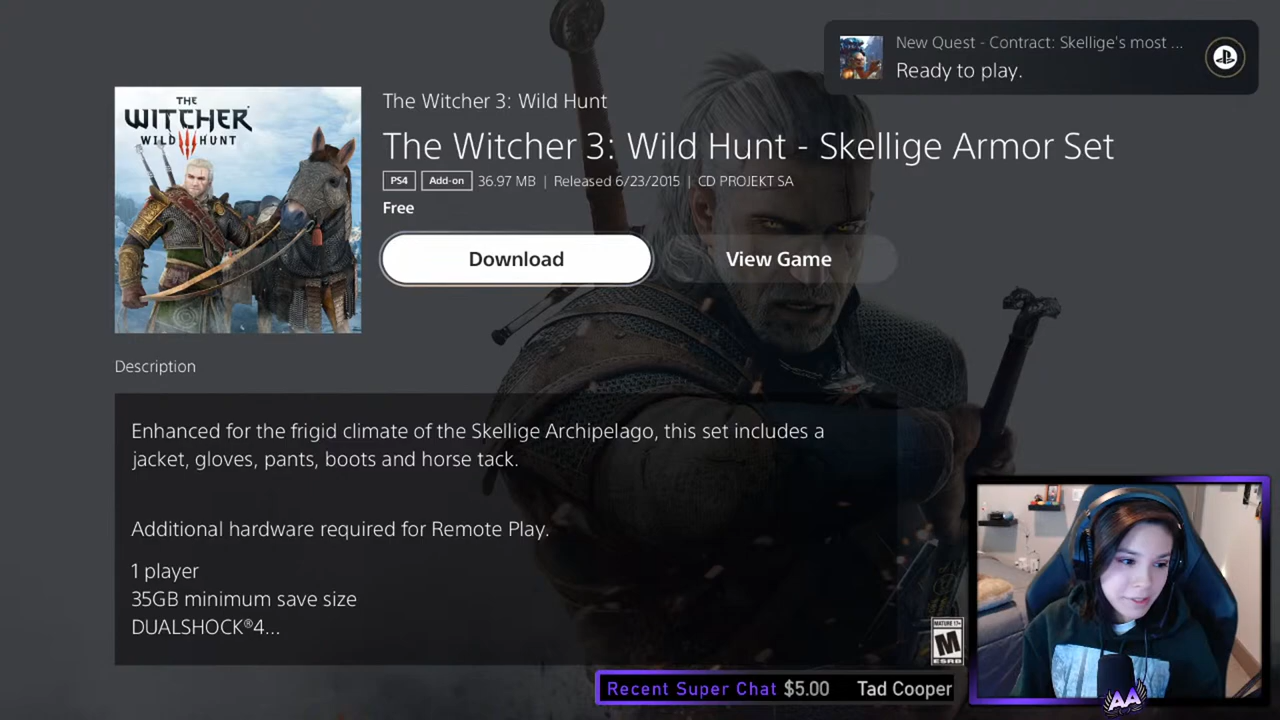 New Quest - Contract: Skellige's most ...
Ready to play.
THE
WITCHER
WILD HUNT
The Witcher 3: Wild Hunt
The Witcher 3: Wild Hunt - Skellige Armor Set
PS4 Add-on 36.97 MB | Released 6/23/2015 | CD PROJEKT SA
Free
Download View Game
Description
Enhanced for the frigid climate of the Skellige Archipelago, this set includes a
jacket, gloves, pants, boots and horse tack.
Additional hardware required for Remote Play.
1 player
35GB minimum save size
DUALSHOCK®4...
MATURE 17+
M
ESRB
Recent Super Chat $5.00 Tad Cooper
AA